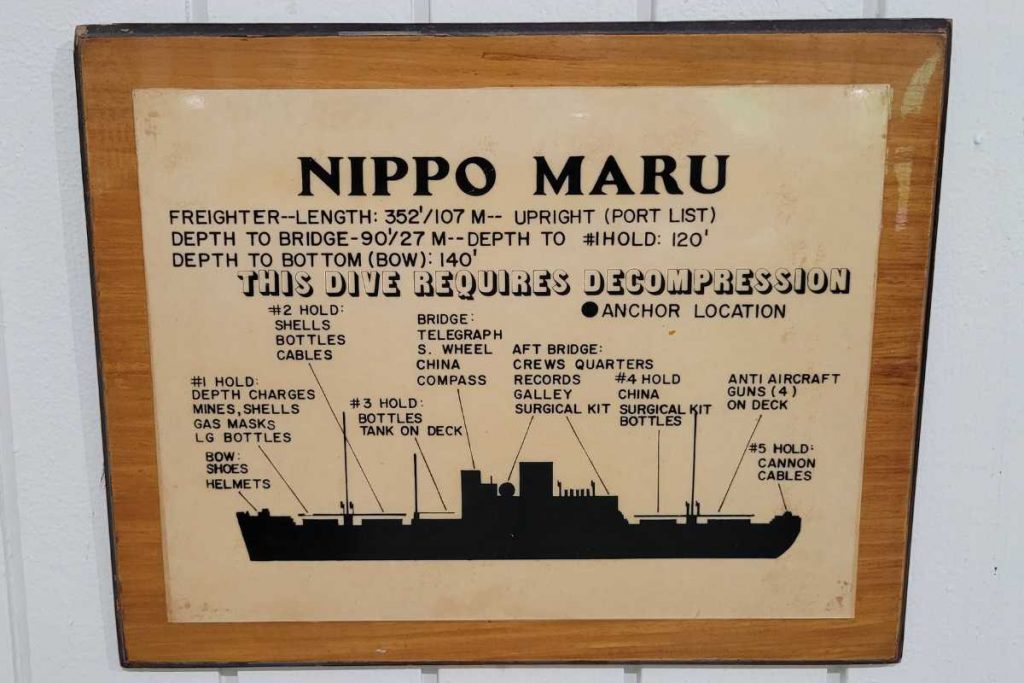 NIPPO MARU
FREIGHTER--LENGTH: 352'/107 M-- UPRIGHT (PORT LIST)
DEPTH TO BRIDGE-90'/27 M--DEPTH TO #1HOLD: 120'
DEPTH TO BOTTOM (BOW): 140'
THIS DIVE REQUIRES DECOMPRESSION
ANCHOR LOCATION
#2 HOLD:
SHELLS
BOTTLES
CABLES
BRIDGE:
TELEGRAPH
S. WHEEL
CHINA
COMPASS
AFT BRIDGE:
CREWS QUARTERS
RECORDS
GALLEY
SURGICAL KIT
#1 HOLD:
DEPTH CHARGES
MINES, SHELLS
GAS MASKS
LG BOTTLES
#3 HOLD:
BOTTLES
TANK ON DECK
#4 HOLD
CHINA
SURGICAL KIT
BOTTLES
ANTI AIRCRAFT
GUNS (4)
ON DECK
BOW:
SHOES
HELMETS
#5 HOLD:
CANNON
CABLES